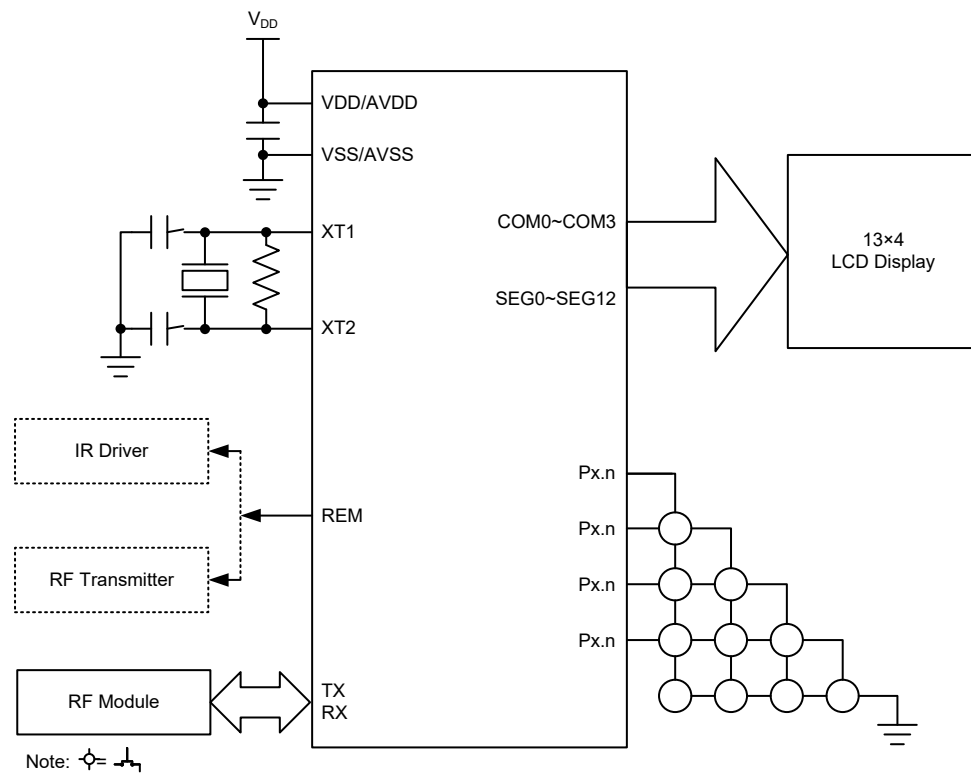 VDD
VDD/AVDD
VSS/AVSS
XT1
XT2
COM0~COM3
SEG0~SEG12
13×4
LCD Display
IR Driver
REM
RF Transmitter
Px.n
Px.n
Px.n
Px.n
RF Module
TX
RX
Note: =